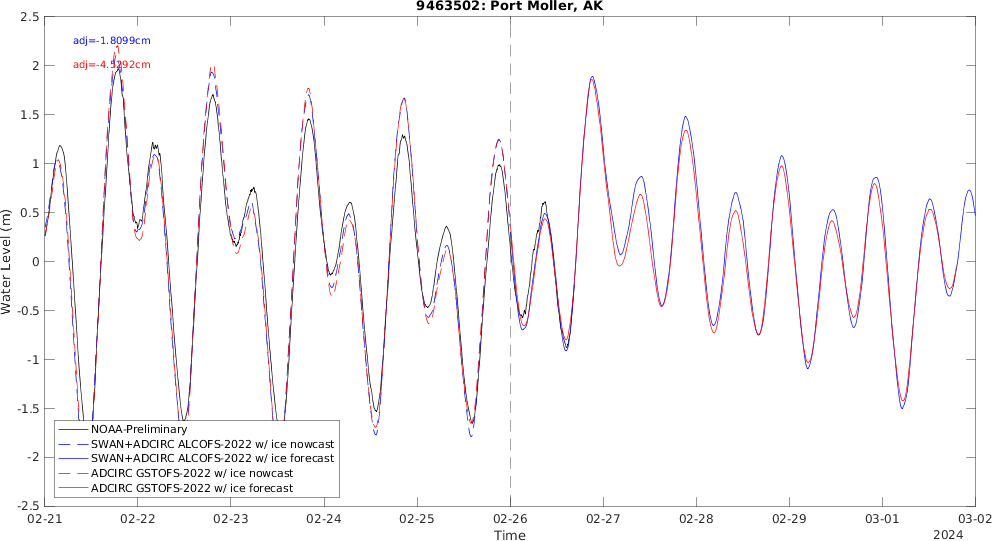 9463502: Port Moller, AK
2.5
2
1.5
1
0.5
0
-0.5
-1
-1.5
-2
-2.5
Water Level (m)
adj=-1.8099cm
adj=-4.5292cm
NOAA-Preliminary
SWAN+ADCIRC ALCOFS-2022 w/ ice nowcast
SWAN+ADCIRC ALCOFS-2022 w/ ice forecast
ADCIRC GSTOFS-2022 w/ ice nowcast
ADCIRC GSTOFS-2022 w/ ice forecast
02-21 02-22 02-23 02-24 02-25 02-26 02-27 02-28 02-29 03-01 03-02
Time
2024